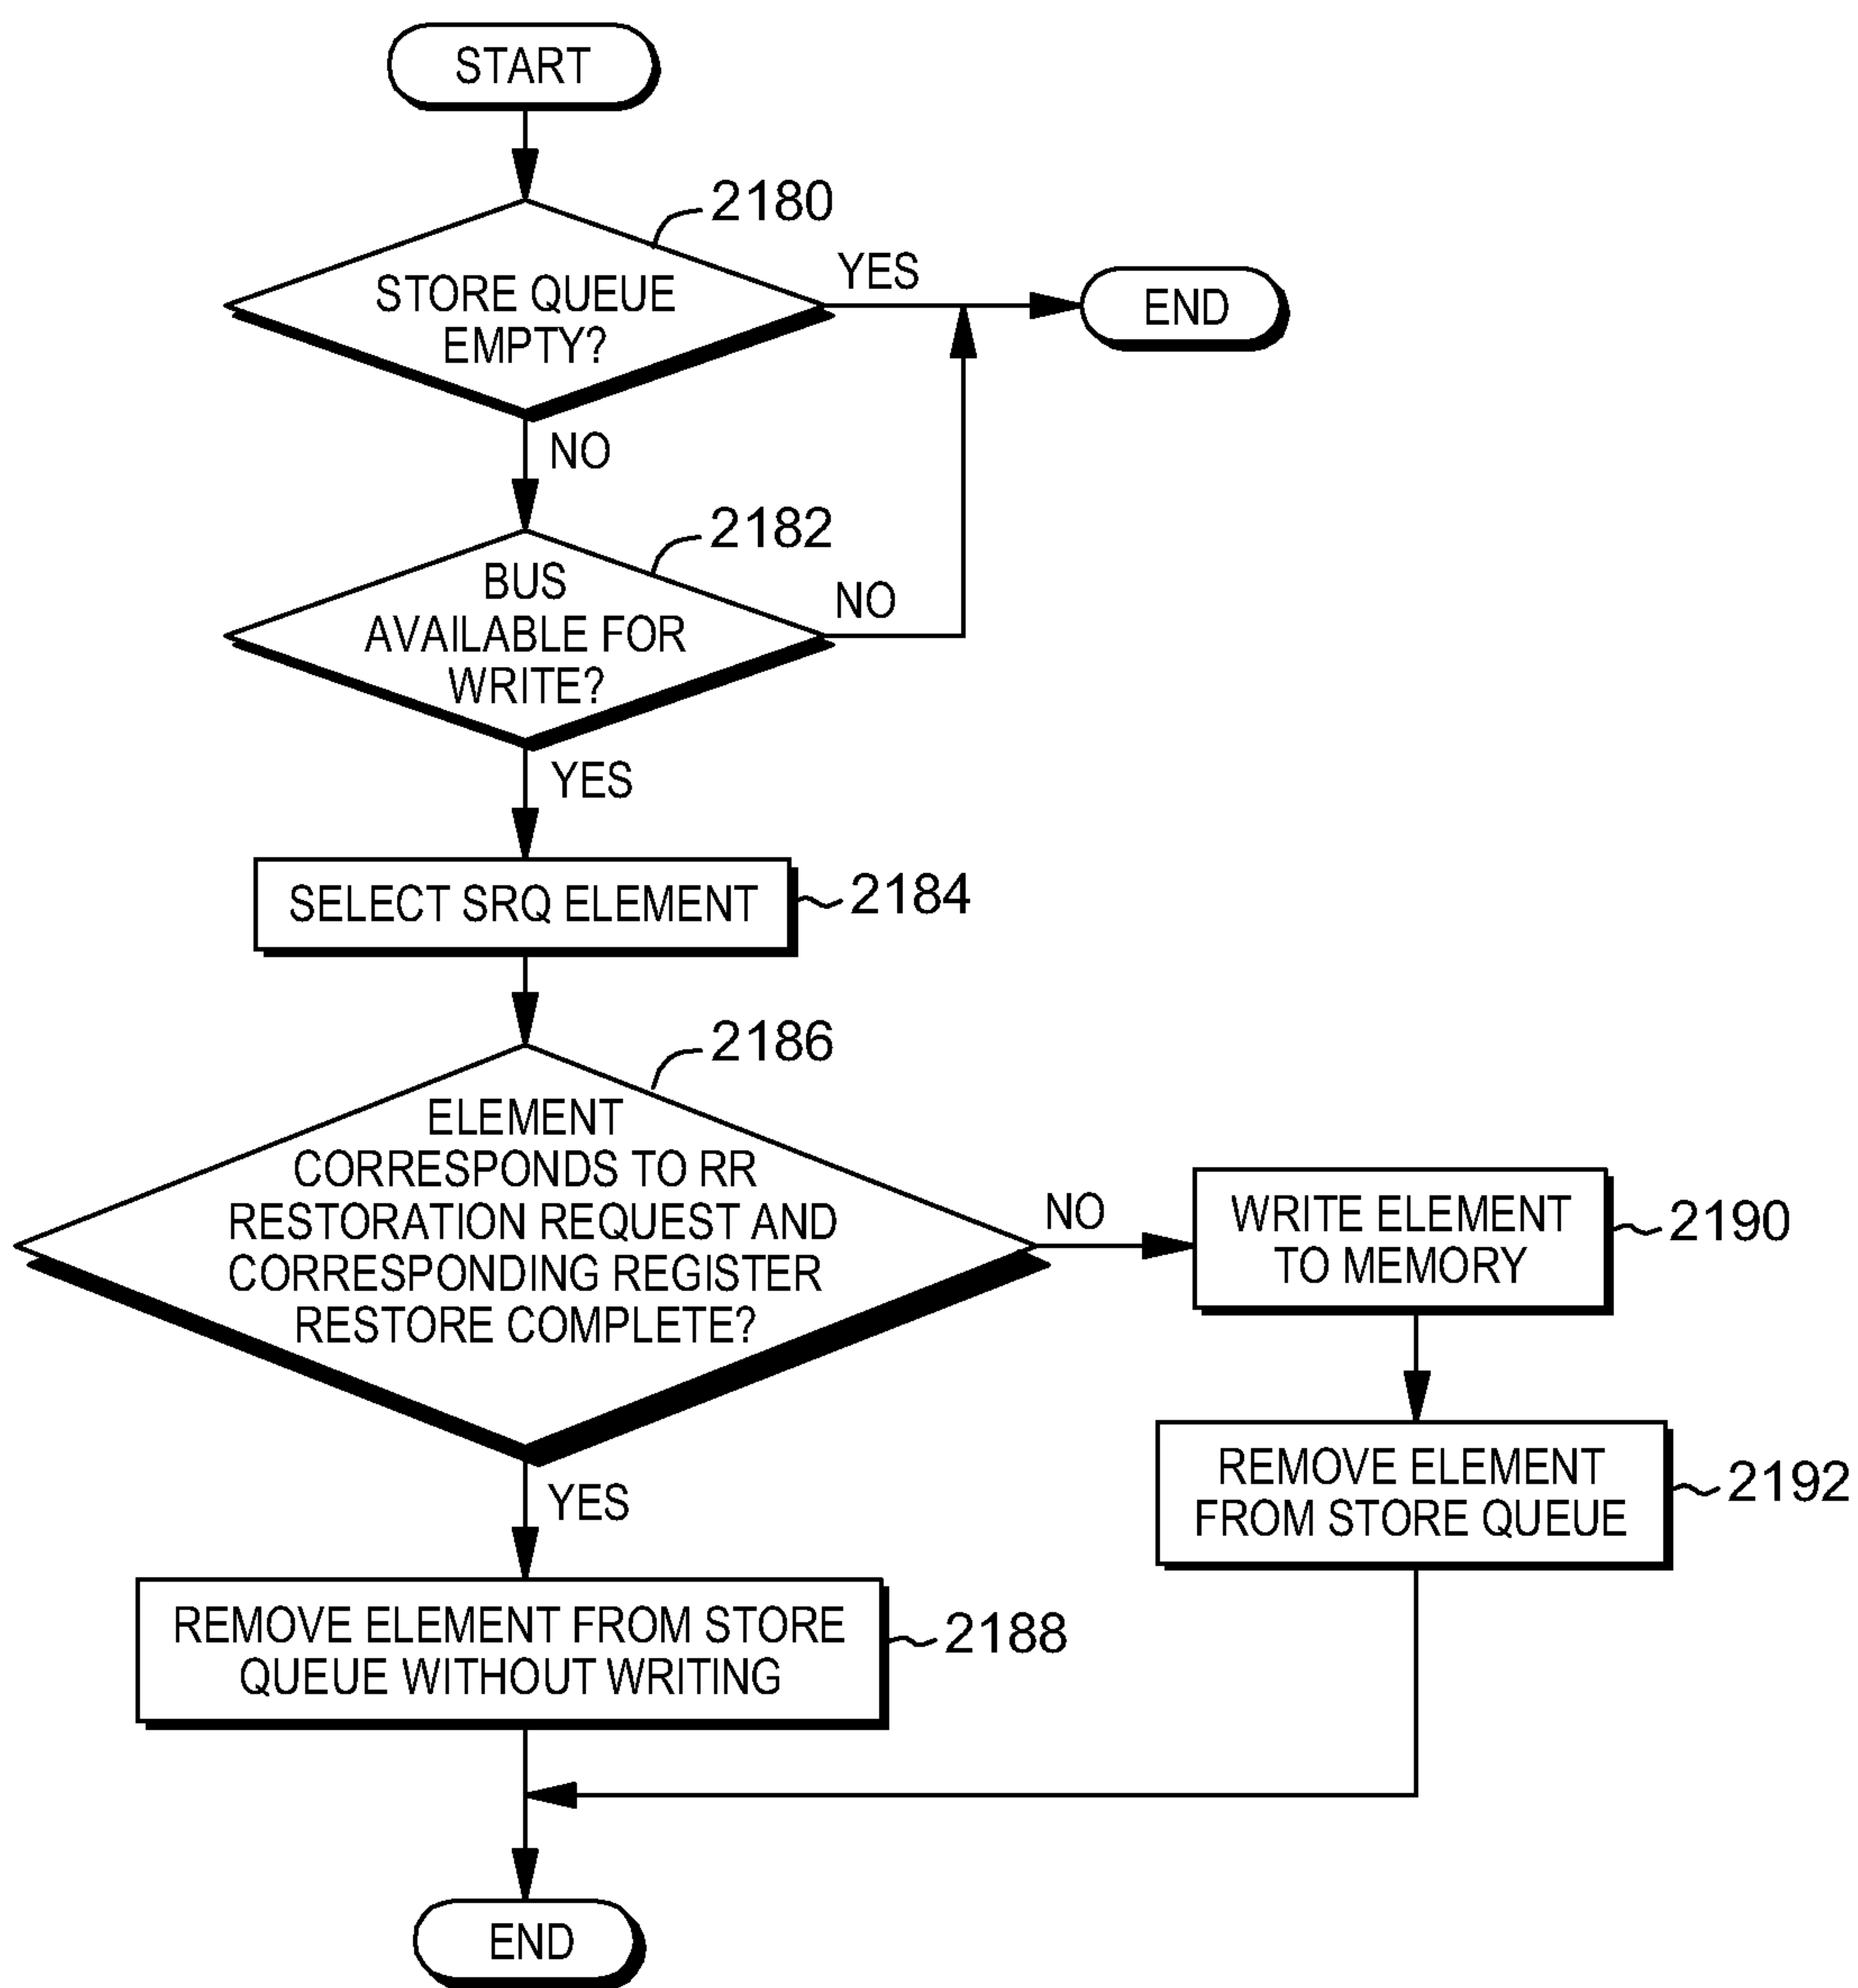 START
2180
STORE QUEUE
EMPTY?
YES
END
NO
2182
BUS
AVAILABLE FOR
WRITE?
NO
YES
SELECT SRQ ELEMENT
2184
2186
ELEMENT
CORRESPONDS TO RR
RESTORATION REQUEST AND
CORRESPONDING REGISTER
RESTORE COMPLETE?
NO
WRITE ELEMENT
TO MEMORY
2190
YES
REMOVE ELEMENT
FROM STORE QUEUE
2192
REMOVE ELEMENT FROM STORE
QUEUE WITHOUT WRITING
2188
END